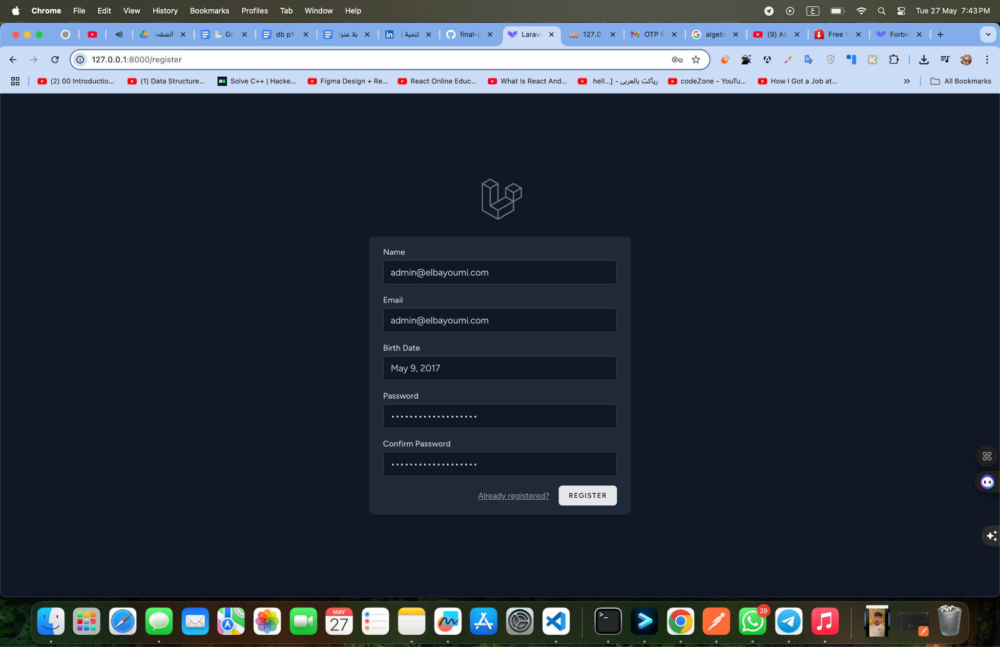 Chrome File Edit View History Bookmarks Profiles Tab Window Help ع Tue 27 May 7:43 PM
الصفحـ Gr db p1 بلا عنوا تنمية | final-p Larave 127.0. OTP fo algeb (9) Al Free Y Forbi
127.0.0.1:8000/register
(2) 00 Introductio... (1) Data Structure... Solve C++ | Hacke... Figma Design + Re... React Online Educ... What Is React And... hell...] - رياكت بالعربى codeZone - YouTu... How I Got a Job at... All Bookmarks
Name
admin@elbayoumi.com
Email
admin@elbayoumi.com
Birth Date
May 9, 2017
Password
•••••••••••••••••••
Confirm Password
•••••••••••••••••••
Already registered? REGISTER
MAY
27
29